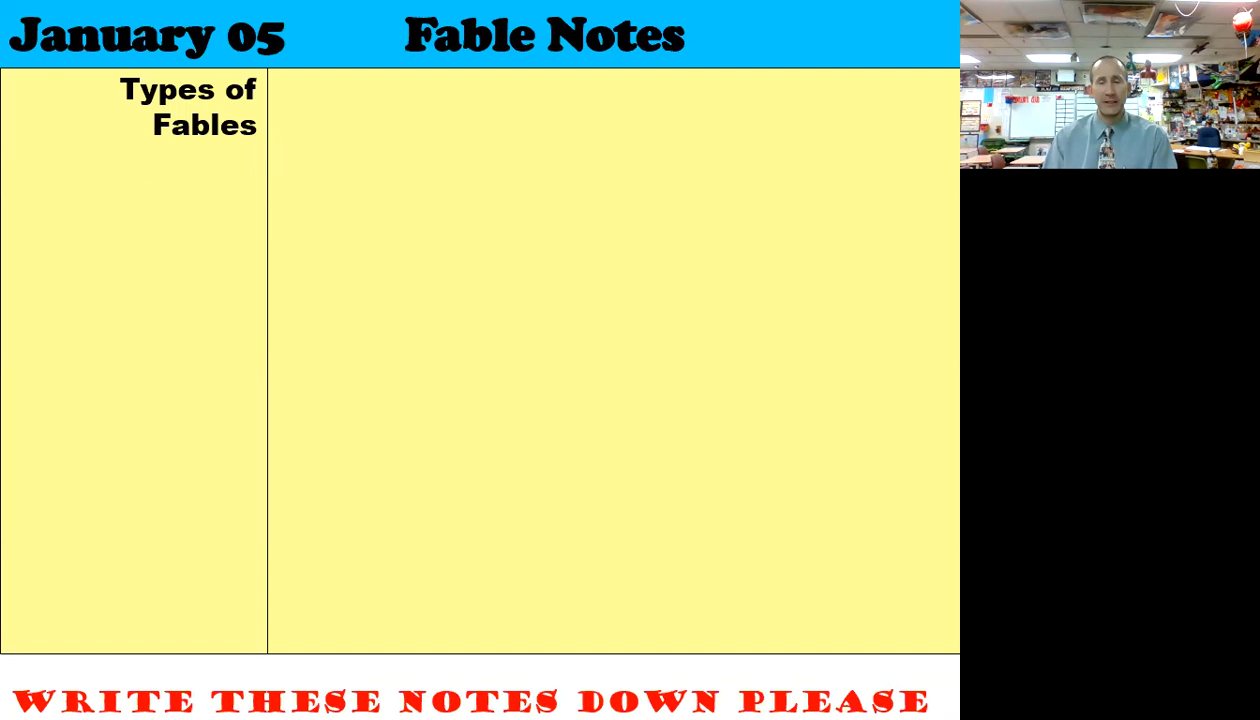 January 05 Fable Notes
Types of
Fables
WRITE THESE NOTES DOWN PLEASE